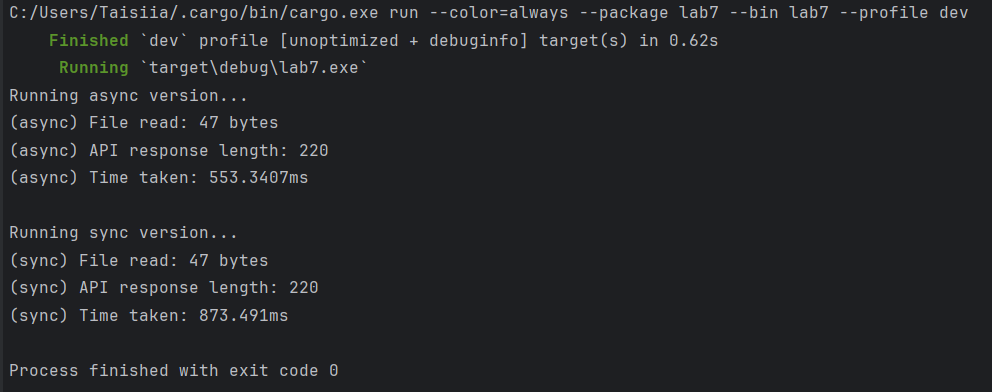 C:/Users/Taisiia/.cargo/bin/cargo.exe run --color=always --package lab7 --bin lab7 --profile dev
Finished `dev` profile [unoptimized + debuginfo] target(s) in 0.62s
Running `target\debug\lab7.exe`
Running async version...
(async) File read: 47 bytes
(async) API response length: 220
(async) Time taken: 553.3407ms
Running sync version...
(sync) File read: 47 bytes
(sync) API response length: 220
(sync) Time taken: 873.491ms
Process finished with exit code 0